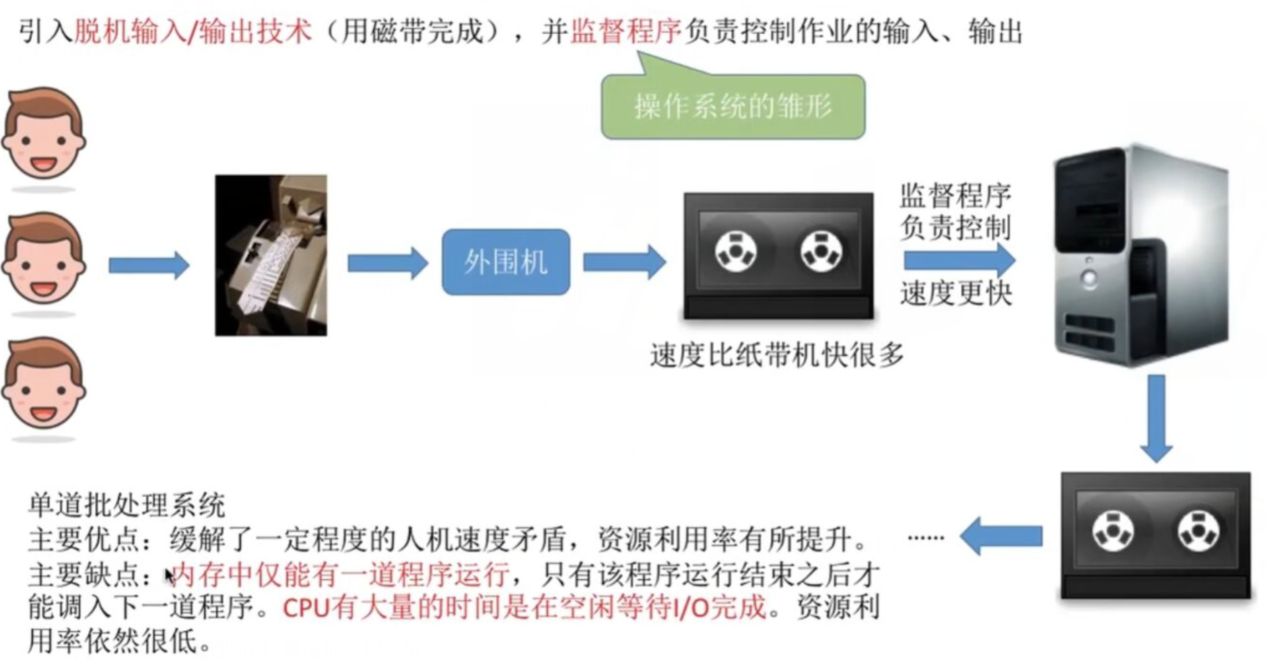 引入脱机输入/输出技术（用磁带完成），并监督程序负责控制作业的输入、输出
操作系统的雏形
外围机
速度比纸带机快很多
监督程序
负责控制
速度更快
单道批处理系统
主要优点：缓解了一定程度的人机速度矛盾，资源利用率有所提升。
主要缺点：内存中仅能有一道程序运行，只有该程序运行结束之后才
能调入下一道程序。CPU有大量的时间是在空闲等待I/O完成。资源利
用率依然很低。
……